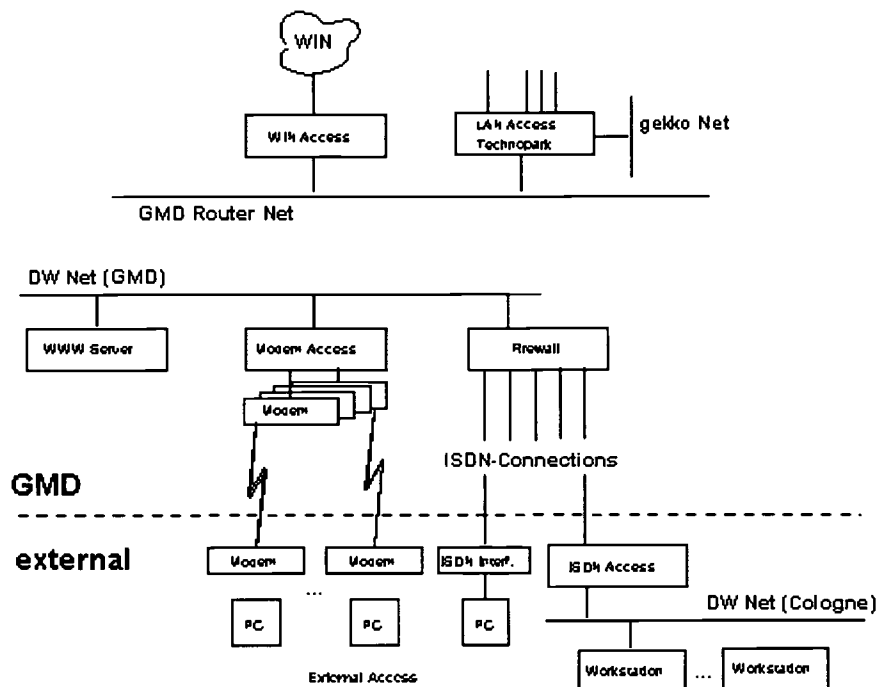 WIN
WIN Access
LAN Access
Technopark
gekko Net
GMD Router Net
DW Net (GMD)
WWW Server
Modem Access
Firewall
Modem
ISDN-Connections
GMD
external
Modem
Modem
ISDN Interf.
ISDN Access
...
PC
PC
PC
DW Net (Cologne)
External Access
Workstation
...
Workstation